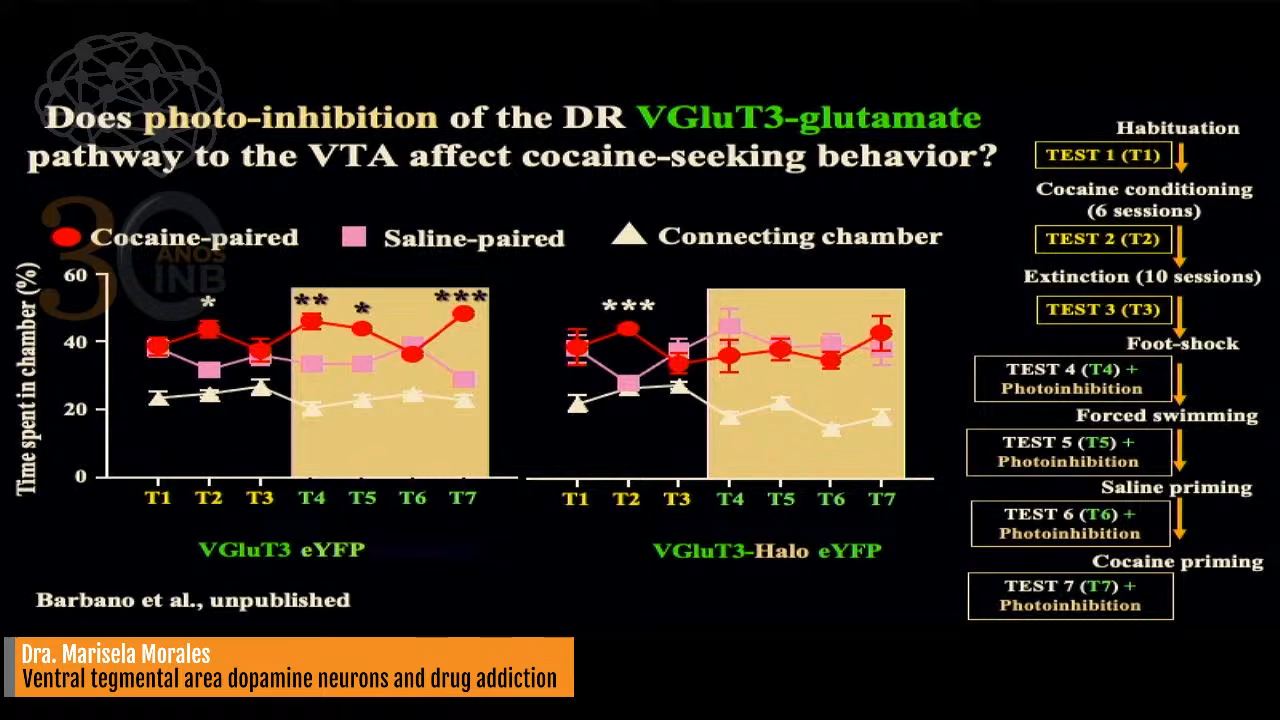 Does photo-inhibition of the DR VGluT3-glutamate
pathway to the VTA affect cocaine-seeking behavior?
3
AÑOS
INB
Cocaine-paired
Saline-paired
Connecting chamber
Time spent in chamber (%)
60
40
20
0
*
**
*
***
T1 T2 T3 T4 T5 T6 T7
VGluT3 eYFP
***
T1 T2 T3 T4 T5 T6 T7
VGluT3-Halo eYFP
Habituation
TEST 1 (T1)
Cocaine conditioning
(6 sessions)
TEST 2 (T2)
Extinction (10 sessions)
TEST 3 (T3)
Foot-shock
TEST 4 (T4) +
Photoinhibition
Forced swimming
TEST 5 (T5) +
Photoinhibition
Saline priming
TEST 6 (T6) +
Photoinhibition
Cocaine priming
TEST 7 (T7) +
Photoinhibition
Barbano et al., unpublished
Dra. Marisela Morales
Ventral tegmental area dopamine neurons and drug addiction